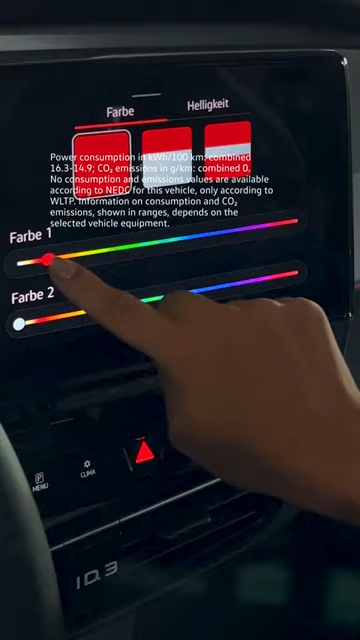 Farbe
Helligkeit
Power consumption in kWh/100 km: combined
16.3-14.9; CO₂ emissions in g/km: combined 0.
No consumption and emissions values are available
according to NEDC for this vehicle, only according to
WLTP. Information on consumption and CO₂
emissions, shown in ranges, depends on the
selected vehicle equipment.
Farbe 1
Farbe 2
P
MENU
CLIMA
ID.3